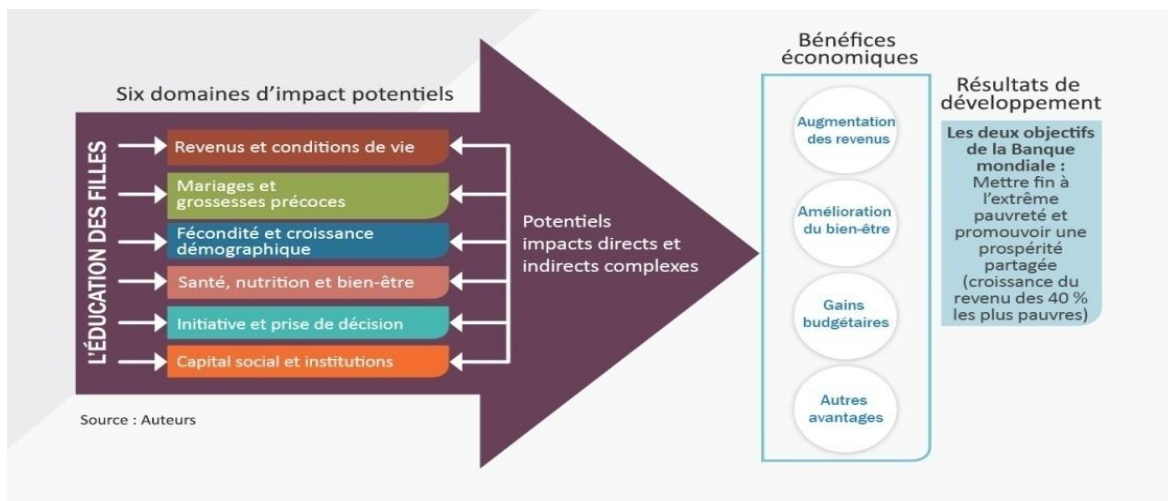 Six domaines d’impact potentiels
L’ÉDUCATION DES FILLES
Revenus et conditions de vie
Mariages et
grossesses précoces
Fécondité et croissance
démographique
Santé, nutrition et bien-être
Initiative et prise de décision
Capital social et institutions
Potentiels
impacts directs et
indirects complexes
Source : Auteurs
Bénéfices
économiques
Augmentation
des revenus
Amélioration
du bien-être
Gains
budgétaires
Autres
avantages
Résultats de
développement
Les deux objectifs
de la Banque
mondiale :
Mettre fin à
l’extrême
pauvreté et
promouvoir une
prospérité
partagée
(croissance du
revenu des 40 %
les plus pauvres)